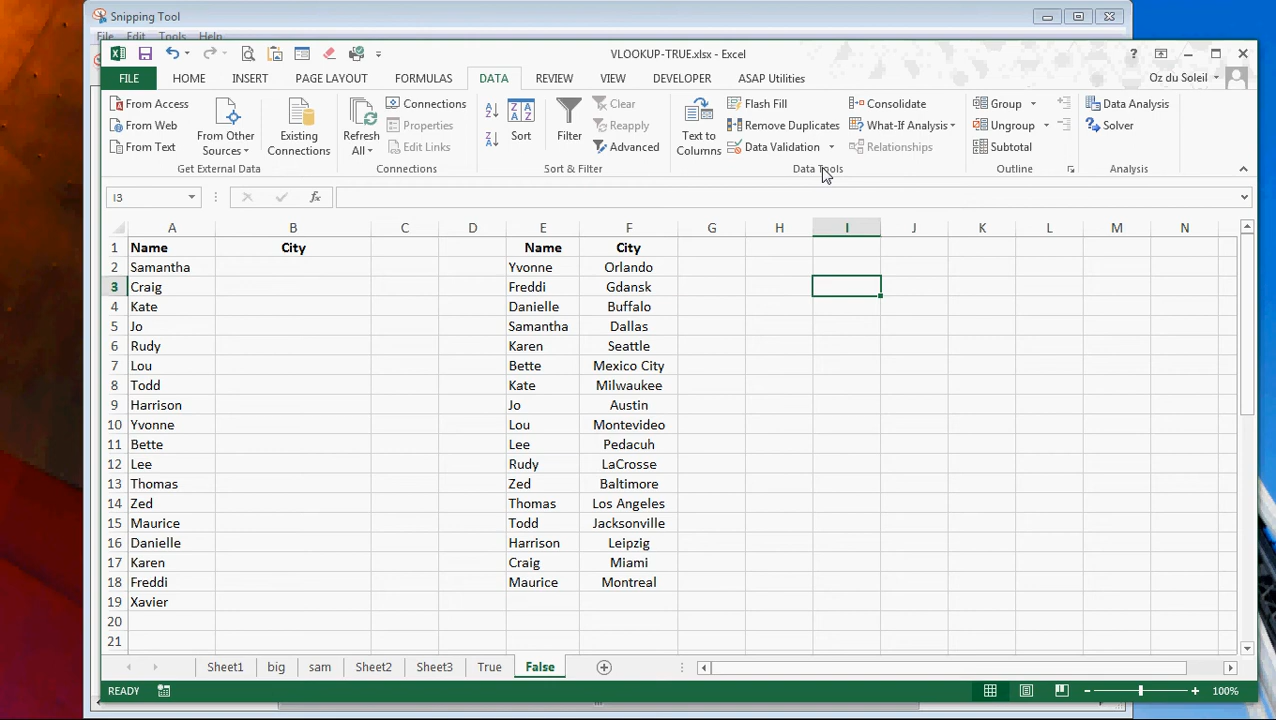 Snipping Tool
File Edit Tools Help
VLOOKUP-TRUE.xlsx - Excel
FILE HOME INSERT PAGE LAYOUT FORMULAS DATA REVIEW VIEW DEVELOPER ASAP Utilities Oz du Soleil
From Access
From Web
From Text
From Other Sources
Existing Connections
Get External Data
Refresh All
Connections
Properties
Edit Links
Connections
Sort
Filter
Clear
Reapply
Advanced
Sort & Filter
Text to Columns
Flash Fill
Remove Duplicates
Data Validation
Consolidate
What-If Analysis
Relationships
Data Tools
Group
Ungroup
Subtotal
Outline
Data Analysis
Solver
Analysis
I3 fx
A B C D E F G H I J K L M N
1 Name City Name City
2 Samantha Yvonne Orlando
3 Craig Freddi Gdansk
4 Kate Danielle Buffalo
5 Jo Samantha Dallas
6 Rudy Karen Seattle
7 Lou Bette Mexico City
8 Todd Kate Milwaukee
9 Harrison Jo Austin
10 Yvonne Lou Montevideo
11 Bette Lee Pedacuh
12 Lee Rudy LaCrosse
13 Thomas Zed Baltimore
14 Zed Thomas Los Angeles
15 Maurice Todd Jacksonville
16 Danielle Harrison Leipzig
17 Karen Craig Miami
18 Freddi Maurice Montreal
19 Xavier
20
21
Sheet1 big sam Sheet2 Sheet3 True False
READY 100%